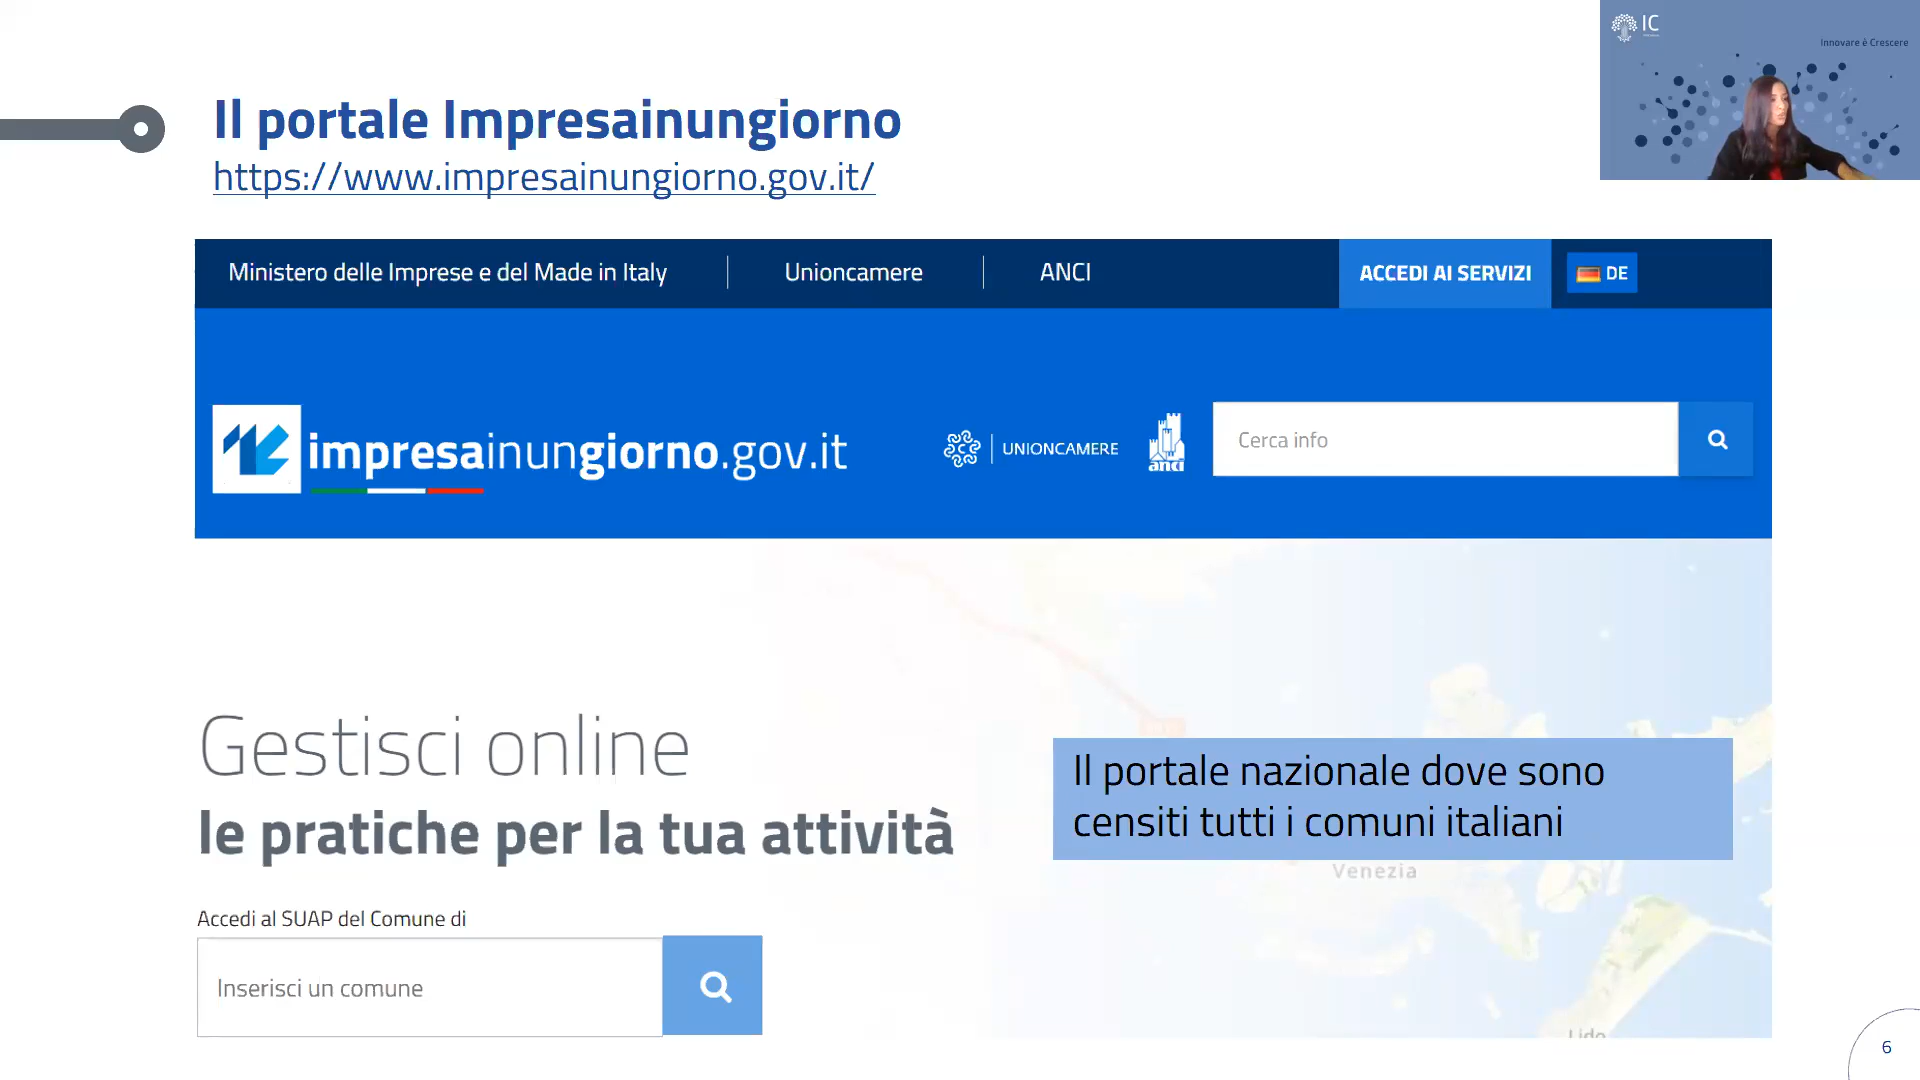 IC
Innovare è Crescere
Il portale Impresainungiorno
https://www.impresainungiorno.gov.it/
Ministero delle Imprese e del Made in Italy
Unioncamere
ANCI
ACCEDI AI SERVIZI
DE
impresainungiorno.gov.it
UNIONCAMERE
anci
Cerca info
Gestisci online
le pratiche per la tua attività
Il portale nazionale dove sono
censiti tutti i comuni italiani
Venezia
Accedi al SUAP del Comune di
Inserisci un comune
Lido
6